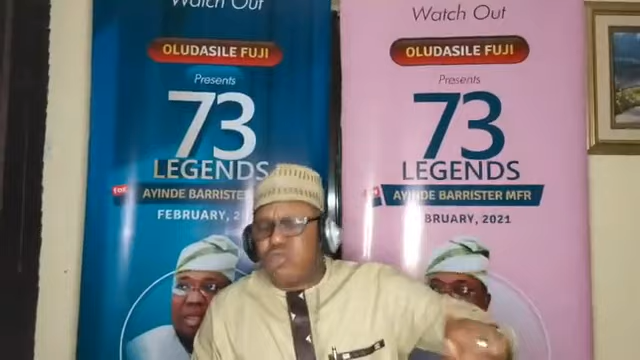 Watch Out
OLUDASILE FUJI
Presents
73
LEGENDS
AYINDE BARRISTER
FEBRUARY, 2
Watch Out
OLUDASILE FUJI
Presents
73
LEGENDS
AYINDE BARRISTER MFR
BRUARY, 2021